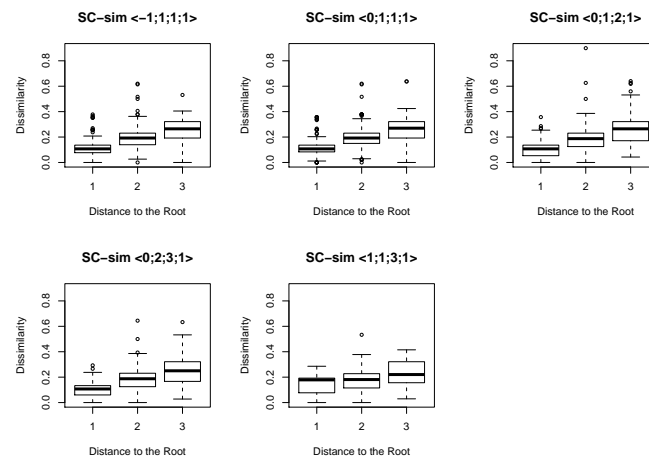 SC−sim <−1;1;1;1>
Dissimilarity
0.0 0.2 0.4 0.6 0.8
1 2 3
Distance to the Root
SC−sim <0;1;1;1>
Dissimilarity
0.0 0.2 0.4 0.6 0.8
1 2 3
Distance to the Root
SC−sim <0;1;2;1>
Dissimilarity
0.0 0.2 0.4 0.6 0.8
1 2 3
Distance to the Root
SC−sim <0;2;3;1>
Dissimilarity
0.0 0.2 0.4 0.6 0.8
1 2 3
Distance to the Root
SC−sim <1;1;3;1>
Dissimilarity
0.0 0.2 0.4 0.6 0.8
1 2 3
Distance to the Root